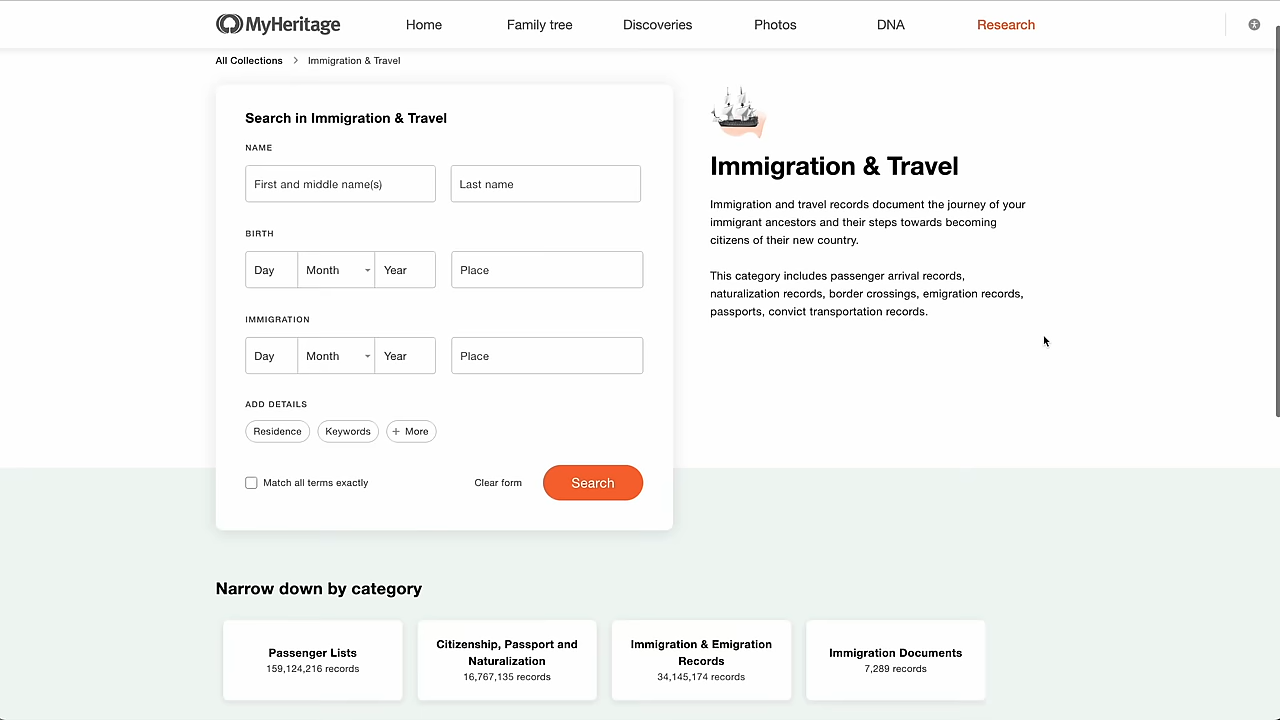 MyHeritage
Home
Family tree
Discoveries
Photos
DNA
Research
All Collections
Immigration & Travel
Search in Immigration & Travel
NAME
First and middle name(s)
Last name
BIRTH
Day
Month
Year
Place
IMMIGRATION
Day
Month
Year
Place
ADD DETAILS
Residence
Keywords
+ More
Match all terms exactly
Clear form
Search
Immigration & Travel
Immigration and travel records document the journey of your
immigrant ancestors and their steps towards becoming
citizens of their new country.
This category includes passenger arrival records,
naturalization records, border crossings, emigration records,
passports, convict transportation records.
Narrow down by category
Passenger Lists
159,124,216 records
Citizenship, Passport and
Naturalization
16,767,135 records
Immigration & Emigration
Records
34,145,174 records
Immigration Documents
7,289 records